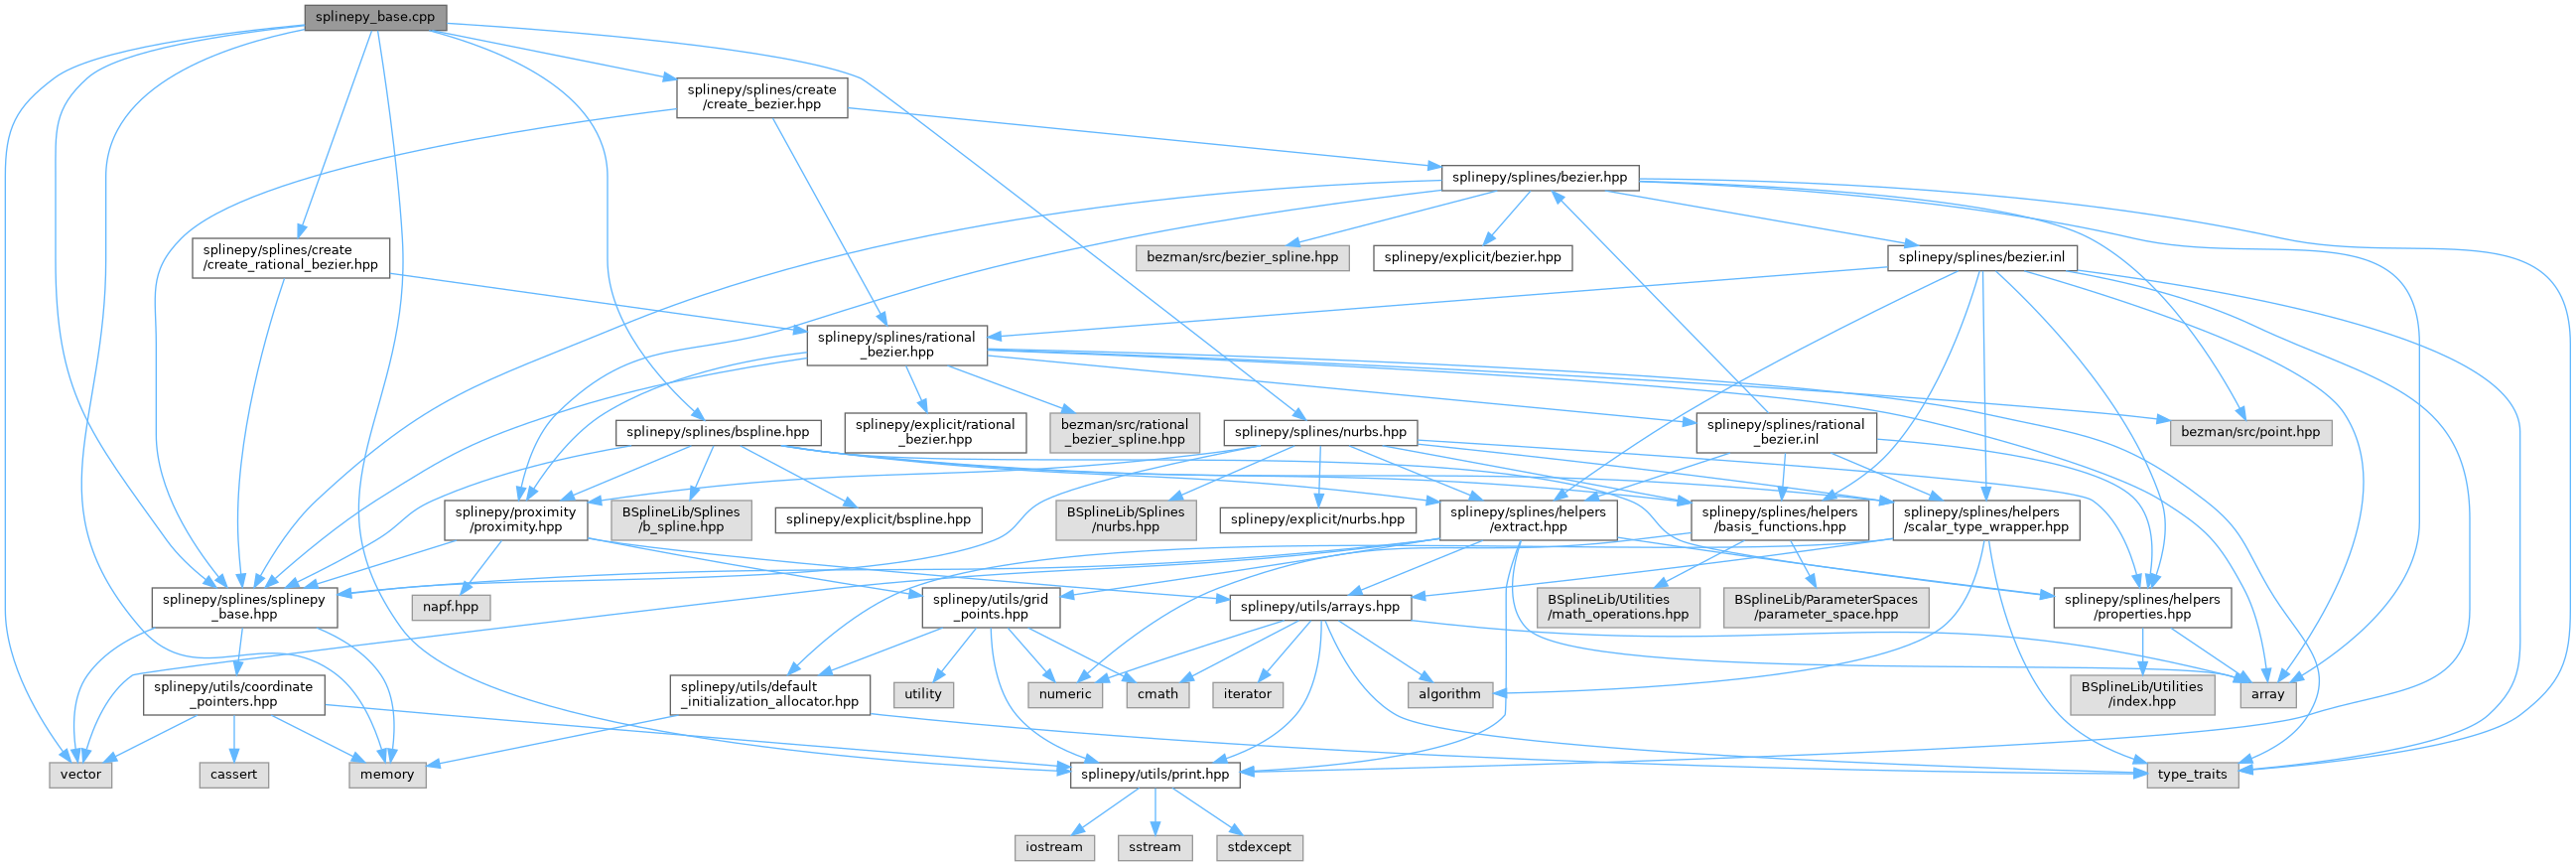 splinepy_base.cpp
splinepy/splines/create
/create_bezier.hpp
splinepy/splines/bezier.hpp
splinepy/splines/create
/create_rational_bezier.hpp
bezman/src/bezier_spline.hpp
splinepy/explicit/bezier.hpp
splinepy/splines/bezier.inl
splinepy/splines/rational
_bezier.hpp
splinepy/splines/bspline.hpp
splinepy/explicit/rational
_bezier.hpp
bezman/src/rational
_bezier_spline.hpp
splinepy/splines/nurbs.hpp
splinepy/splines/rational
_bezier.inl
bezman/src/point.hpp
splinepy/proximity
/proximity.hpp
BSplineLib/Splines
/b_spline.hpp
splinepy/explicit/bspline.hpp
BSplineLib/Splines
/nurbs.hpp
splinepy/explicit/nurbs.hpp
splinepy/splines/helpers
/extract.hpp
splinepy/splines/helpers
/basis_functions.hpp
splinepy/splines/helpers
/scalar_type_wrapper.hpp
splinepy/splines/splinepy
_base.hpp
napf.hpp
splinepy/utils/grid
_points.hpp
splinepy/utils/arrays.hpp
BSplineLib/Utilities
/math_operations.hpp
BSplineLib/ParameterSpaces
/parameter_space.hpp
splinepy/splines/helpers
/properties.hpp
splinepy/utils/coordinate
_pointers.hpp
splinepy/utils/default
_initialization_allocator.hpp
utility
numeric
cmath
iterator
algorithm
BSplineLib/Utilities
/index.hpp
array
vector
cassert
memory
splinepy/utils/print.hpp
type_traits
iostream
sstream
stdexcept